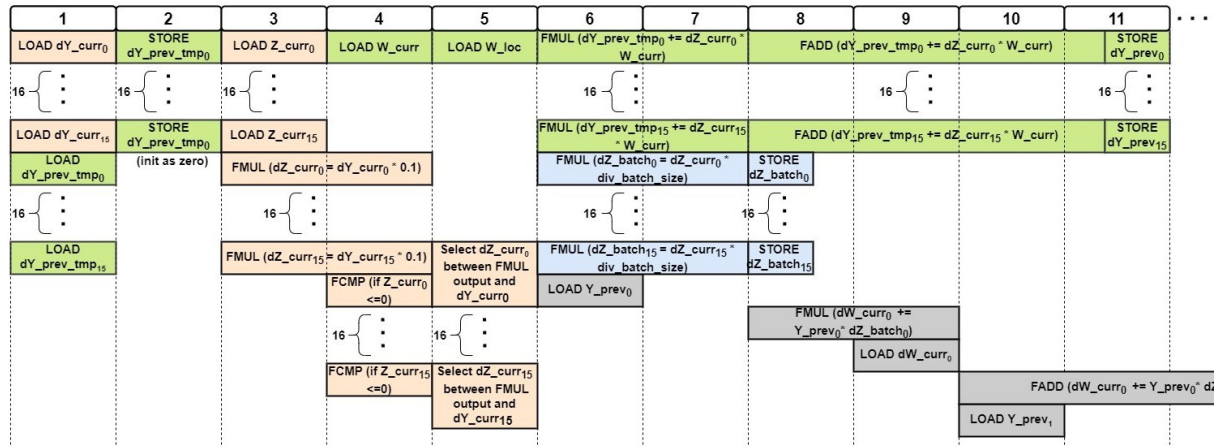 1 2 3 4 5 6 7 8 9 10 11 . . .
LOAD dY_curr0
STORE
dY_prev_tmp0
LOAD Z_curr0
LOAD W_curr
LOAD W_loc
FMUL (dY_prev_tmp0 += dZ_curr0 *
W_curr)
FADD (dY_prev_tmp0 += dZ_curr0 * W_curr)
STORE
dY_prev0
16
16
16
16
16
16
LOAD dY_curr15
STORE
dY_prev_tmp0
(init as zero)
LOAD Z_curr15
FMUL (dY_prev_tmp15 += dZ_curr15
* W_curr)
FADD (dY_prev_tmp15 += dZ_curr15 * W_curr)
STORE
dY_prev15
LOAD
dY_prev_tmp0
FMUL (dZ_curr0 = dY_curr0 * 0.1)
FMUL (dZ_batch0 = dZ_curr0 *
div_batch_size)
STORE
dZ_batch0
16
16
16
16
LOAD
dY_prev_tmp15
FMUL (dZ_curr15 = dY_curr15 * 0.1)
Select dZ_curr0
between FMUL
output and
dY_curr0
FMUL (dZ_batch15 = dZ_curr15 *
div_batch_size)
STORE
dZ_batch15
FCMP (if Z_curr0
<=0)
LOAD Y_prev0
16
16
FMUL (dW_curr0 +=
Y_prev0* dZ_batch0)
LOAD dW_curr0
FCMP (if Z_curr15
<=0)
Select dZ_curr15
between FMUL
output and
dY_curr15
FADD (dW_curr0 += Y_prev0* dZ
LOAD Y_prev1